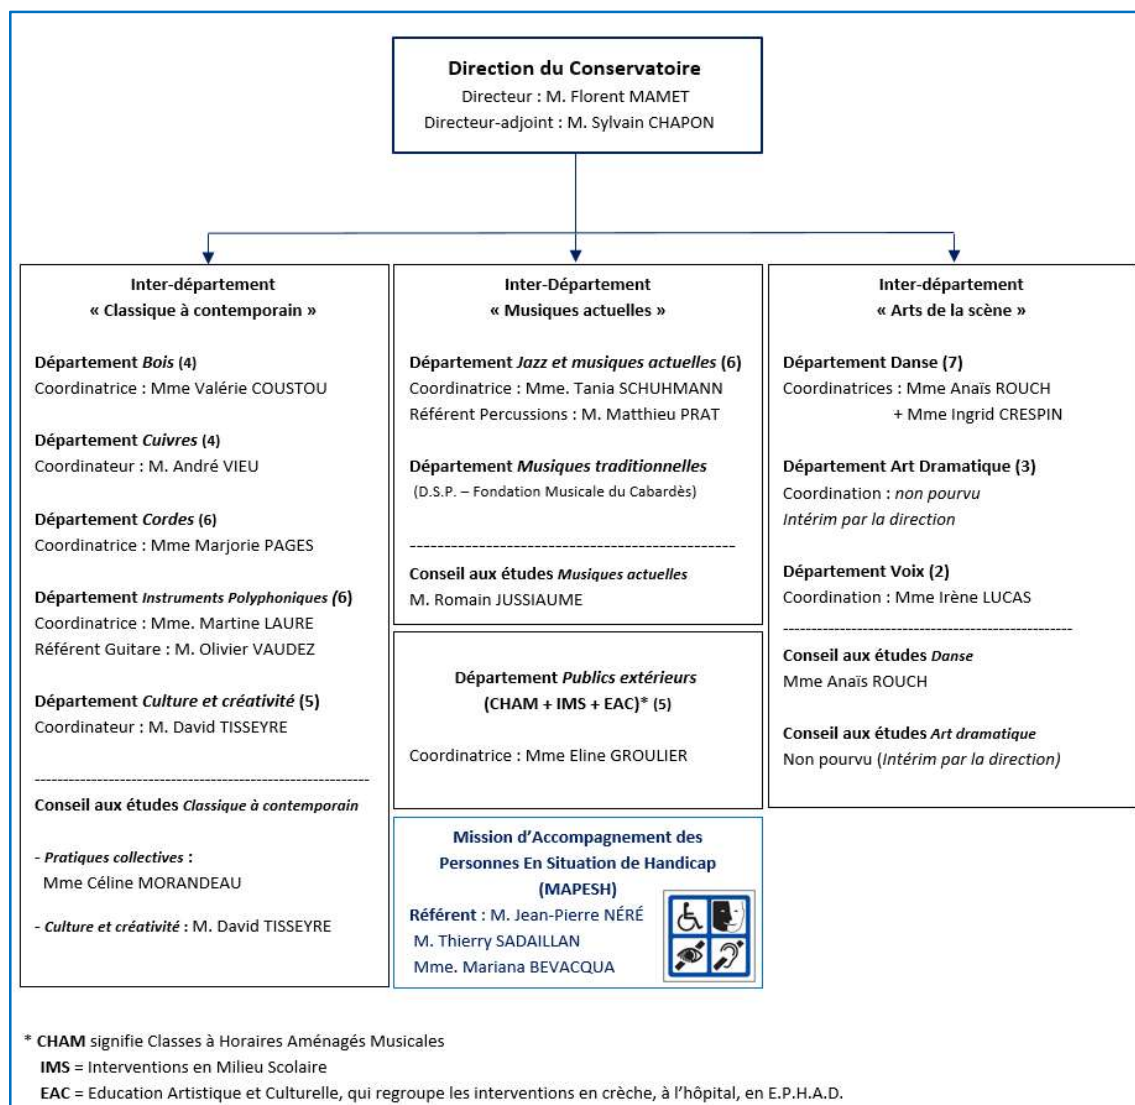 Direction du Conservatoire
Directeur : M. Florent MAMET
Directeur-adjoint : M. Sylvain CHAPON
Inter-département
« Classique à contemporain »
Département Bois (4)
Coordinatrice : Mme Valérie COUSTOU
Département Cuivres (4)
Coordinateur : M. André VIEU
Département Cordes (6)
Coordinatrice : Mme Marjorie PAGES
Département Instruments Polyphoniques (6)
Coordinatrice : Mme. Martine LAURE
Référent Guitare : M. Olivier VAUDEZ
Département Culture et créativité (5)
Coordinateur : M. David TISSEYRE
-----------------------------------------------------------
Conseil aux études Classique à contemporain
- Pratiques collectives :
Mme Céline MORANDEAU
- Culture et créativité : M. David TISSEYRE
Inter-Département
« Musiques actuelles »
Département Jazz et musiques actuelles (6)
Coordinatrice : Mme. Tania SCHUHMANN
Référent Percussions : M. Matthieu PRAT
Département Musiques traditionnelles
(D.S.P. – Fondation Musicale du Cabardès)
-----------------------------------------------
Conseil aux études Musiques actuelles
M. Romain JUSSIAUME
Département Publics extérieurs
(CHAM + IMS + EAC)* (5)
Coordinatrice : Mme Eline GROULIER
Mission d’Accompagnement des
Personnes En Situation de Handicap
(MAPESH)
Référent : M. Jean-Pierre NÉRÉ
M. Thierry SADAILLAN
Mme. Mariana BEVACQUA
Inter-département
« Arts de la scène »
Département Danse (7)
Coordinatrices : Mme Anaïs ROUCH
+ Mme Ingrid CRESPIN
Département Art Dramatique (3)
Coordination : non pourvu
Intérim par la direction
Département Voix (2)
Coordination : Mme Irène LUCAS
---------------------------------------------------
Conseil aux études Danse
Mme Anaïs ROUCH
Conseil aux études Art dramatique
Non pourvu (Intérim par la direction)
* CHAM signifie Classes à Horaires Aménagés Musicales
IMS = Interventions en Milieu Scolaire
EAC = Education Artistique et Culturelle, qui regroupe les interventions en crèche, à l’hôpital, en E.P.H.A.D.